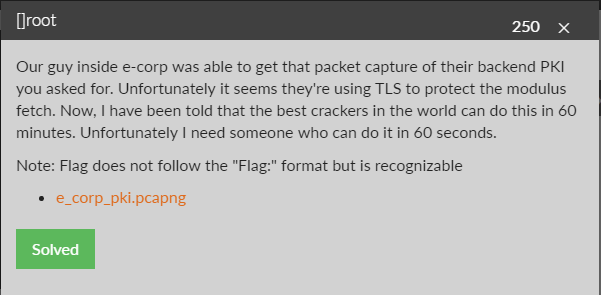 []root
250 ×
Our guy inside e-corp was able to get that packet capture of their backend PKI
you asked for. Unfortunately it seems they're using TLS to protect the modulus
fetch. Now, I have been told that the best crackers in the world can do this in 60
minutes. Unfortunately I need someone who can do it in 60 seconds.
Note: Flag does not follow the "Flag:" format but is recognizable
• e_corp_pki.pcapng
Solved